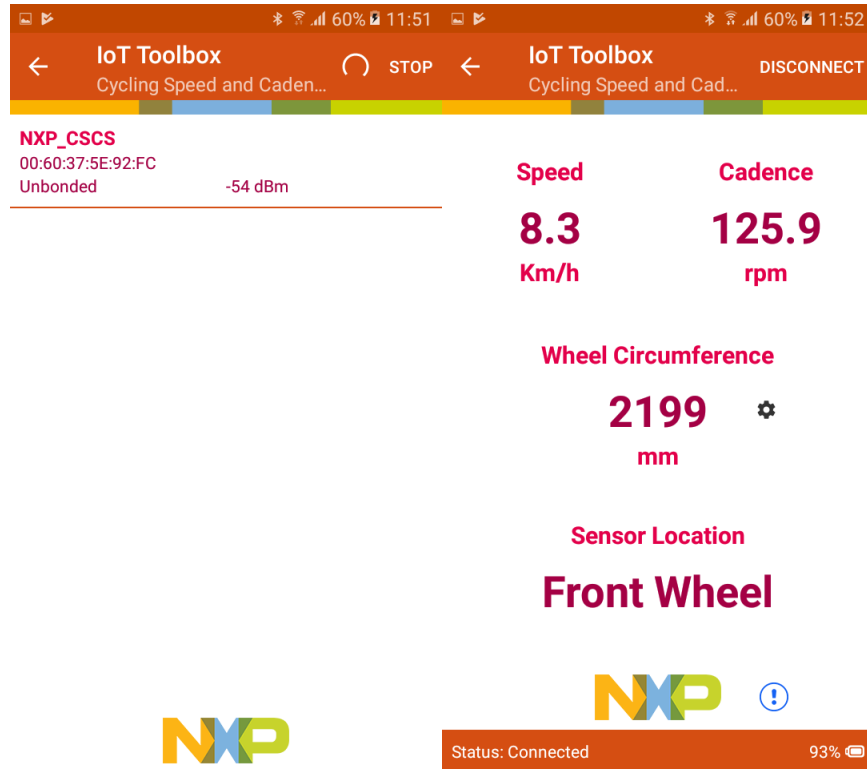 60% 11:51
IoT Toolbox
Cycling Speed and Caden...
STOP
NXP_CSCS
00:60:37:5E:92:FC
Unbonded -54 dBm
NXP
60% 11:52
IoT Toolbox
Cycling Speed and Cad...
DISCONNECT
Speed Cadence
8.3 125.9
Km/h rpm
Wheel Circumference
2199
mm
Sensor Location
Front Wheel
NXP
Status: Connected 93%